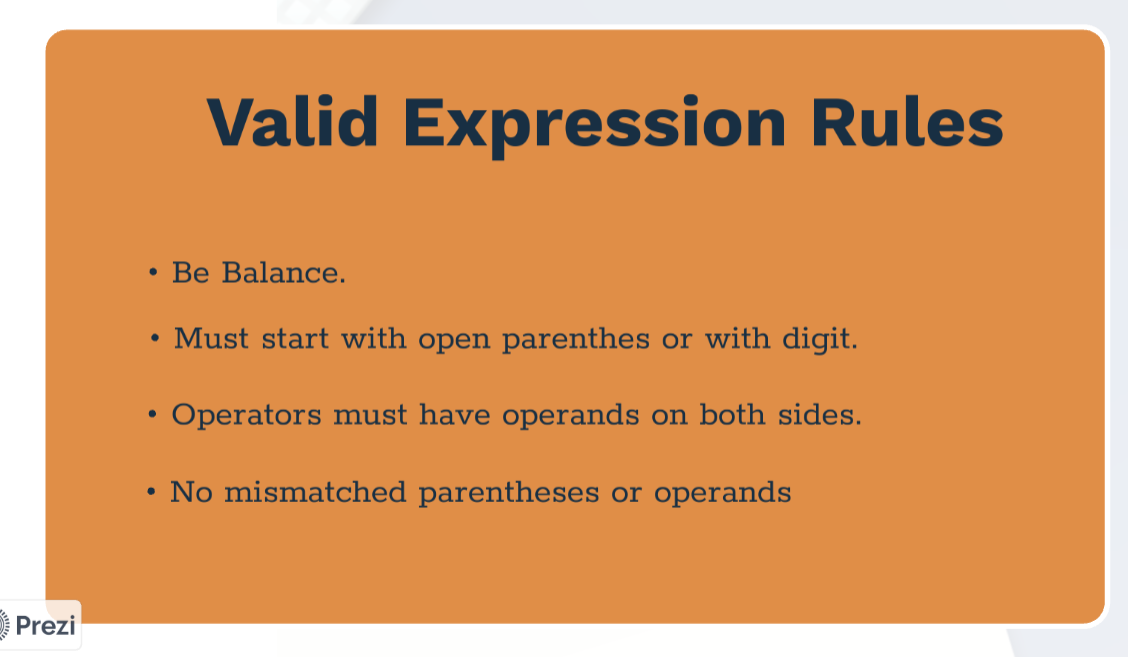 Valid Expression Rules
• Be Balance.
• Must start with open parenthes or with digit.
• Operators must have operands on both sides.
• No mismatched parentheses or operands
Prezi